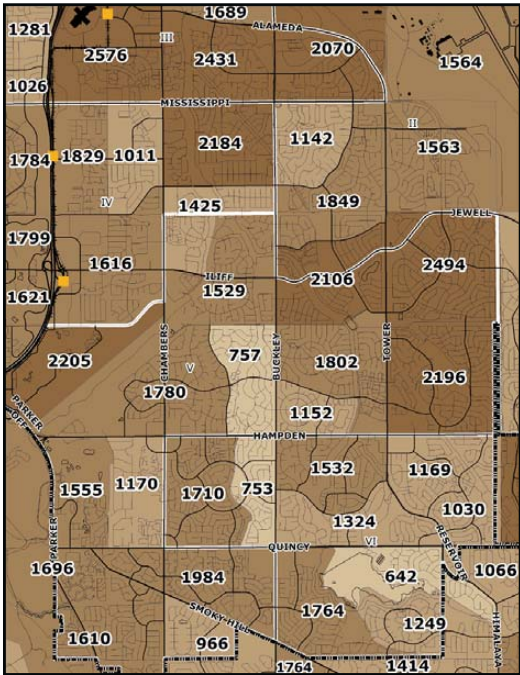 1689
1281
ALAMEDA
III
2070
2576
2431
1564
1026
MISSISSIPPI
II
2184
1142
1563
1784
1829
1011
IV
1425
1849
JEWELL
1799
1616
ILIFF
2106
2494
1621
1529
CHAMBERS
BUCKLEY
TOWER
2205
757
1802
V
2196
1780
PARKER
OFF
1152
HAMPDEN
1532
1169
1555
1170
1710
753
1030
1324
PARKER
QUINCY
VI
RESERVOIR
1696
1984
642
1066
SMOKY HILL
1764
1249
HIMALAYA
1610
966
1764
1414